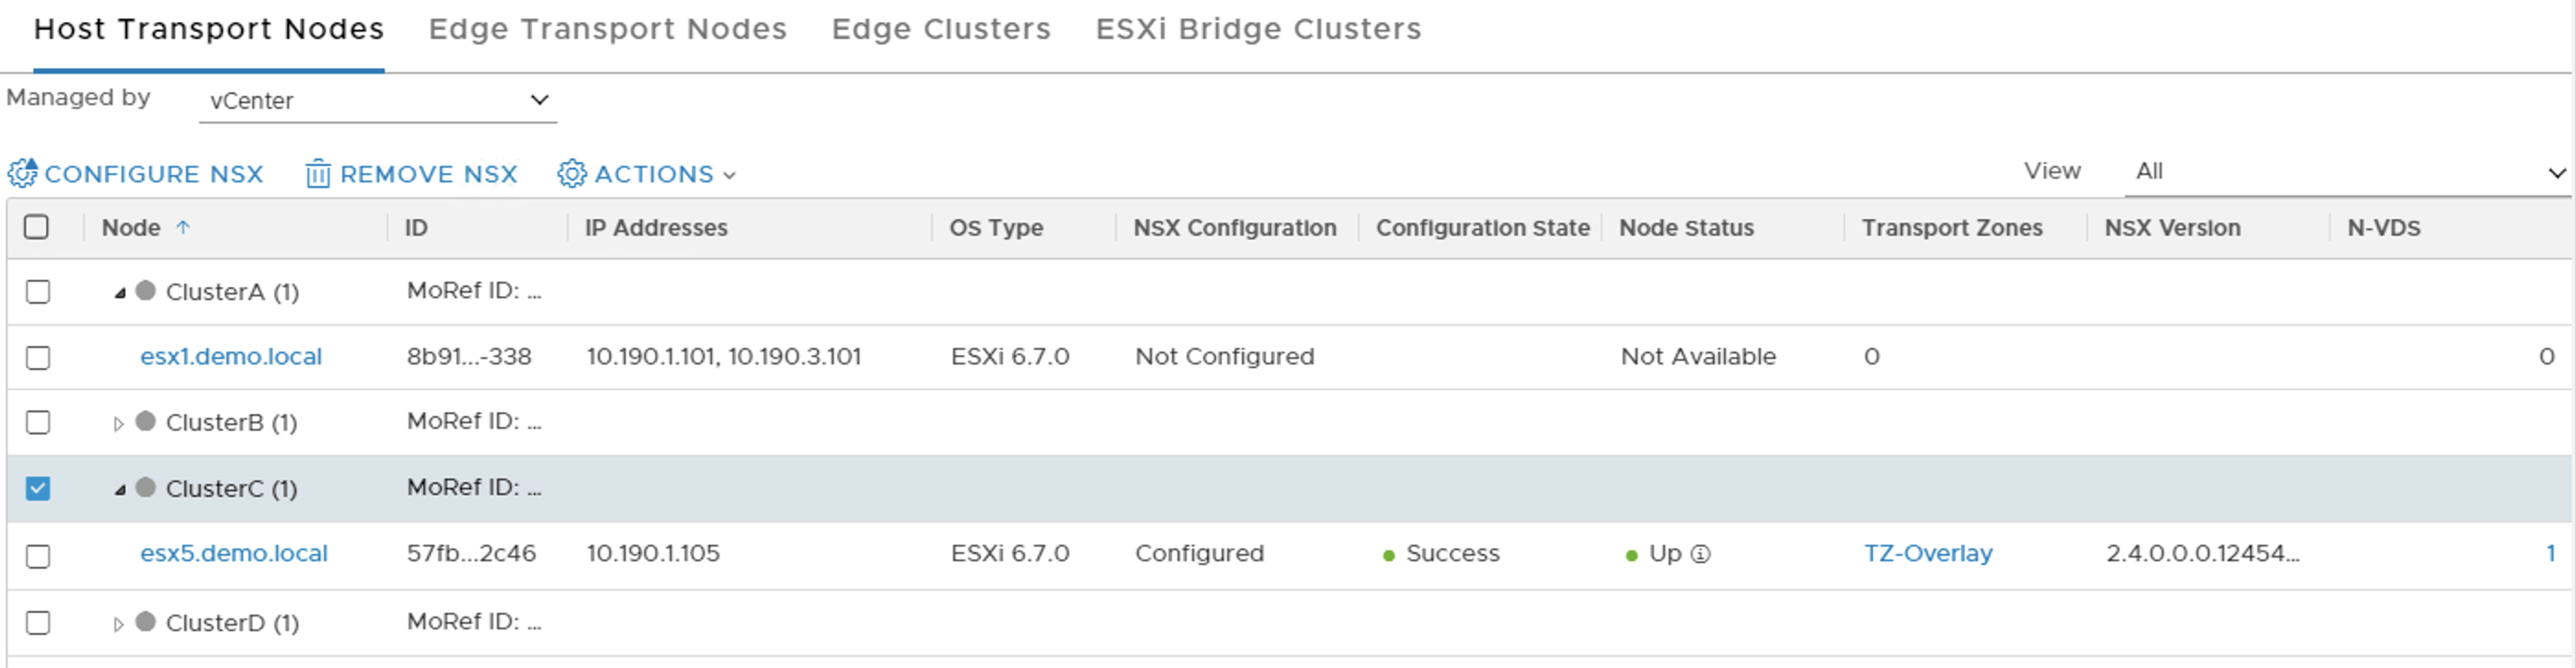 Host Transport Nodes Edge Transport Nodes Edge Clusters ESXi Bridge Clusters
Managed by vCenter
CONFIGURE NSX REMOVE NSX ACTIONS View All
Node ID IP Addresses OS Type NSX Configuration Configuration State Node Status Transport Zones NSX Version N-VDS
ClusterA (1) MoRef ID: ...
esx1.demo.local 8b91...-338 10.190.1.101, 10.190.3.101 ESXi 6.7.0 Not Configured Not Available 0 0
ClusterB (1) MoRef ID: ...
ClusterC (1) MoRef ID: ...
esx5.demo.local 57fb...2c46 10.190.1.105 ESXi 6.7.0 Configured Success Up TZ-Overlay 2.4.0.0.0.12454... 1
ClusterD (1) MoRef ID: ...